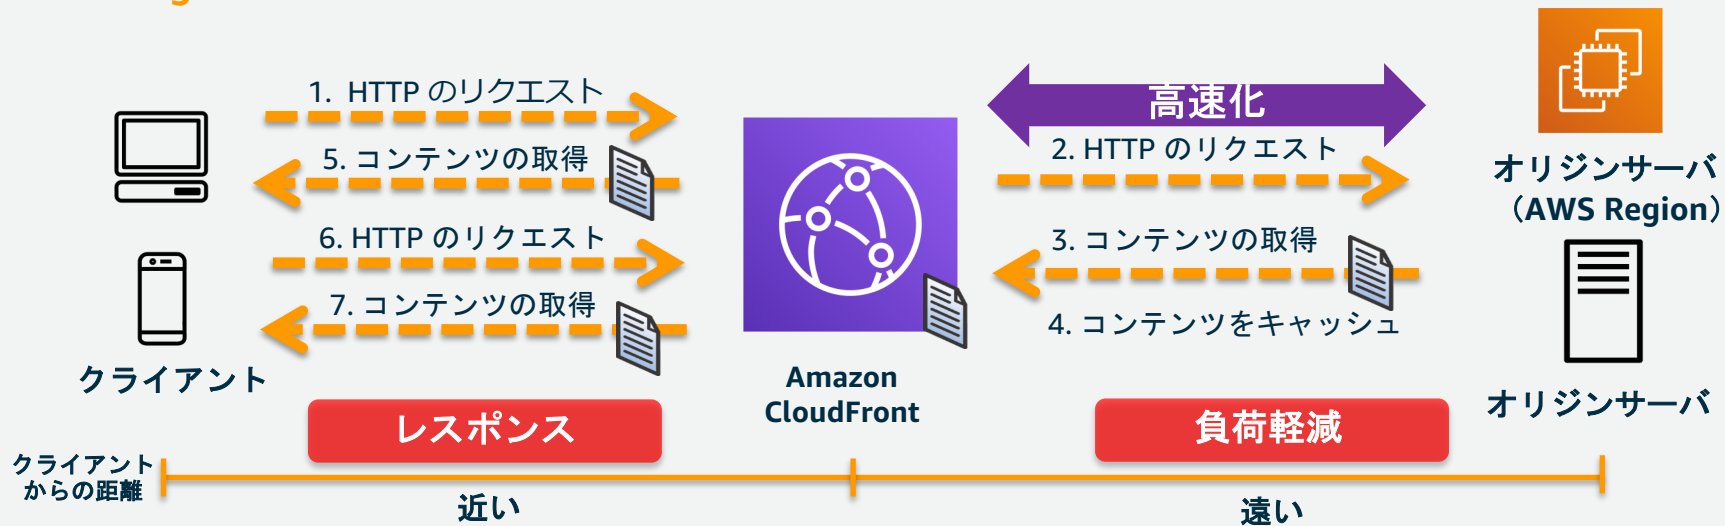 1. HTTP のリクエスト
5. コンテンツの取得
6. HTTP のリクエスト
7. コンテンツの取得
クライアント
Amazon
CloudFront
高速化
2. HTTP のリクエスト
3. コンテンツの取得
4. コンテンツをキャッシュ
オリジンサーバ
（AWS Region）
オリジンサーバ
レスポンス
負荷軽減
クライアント
からの距離
近い
遠い